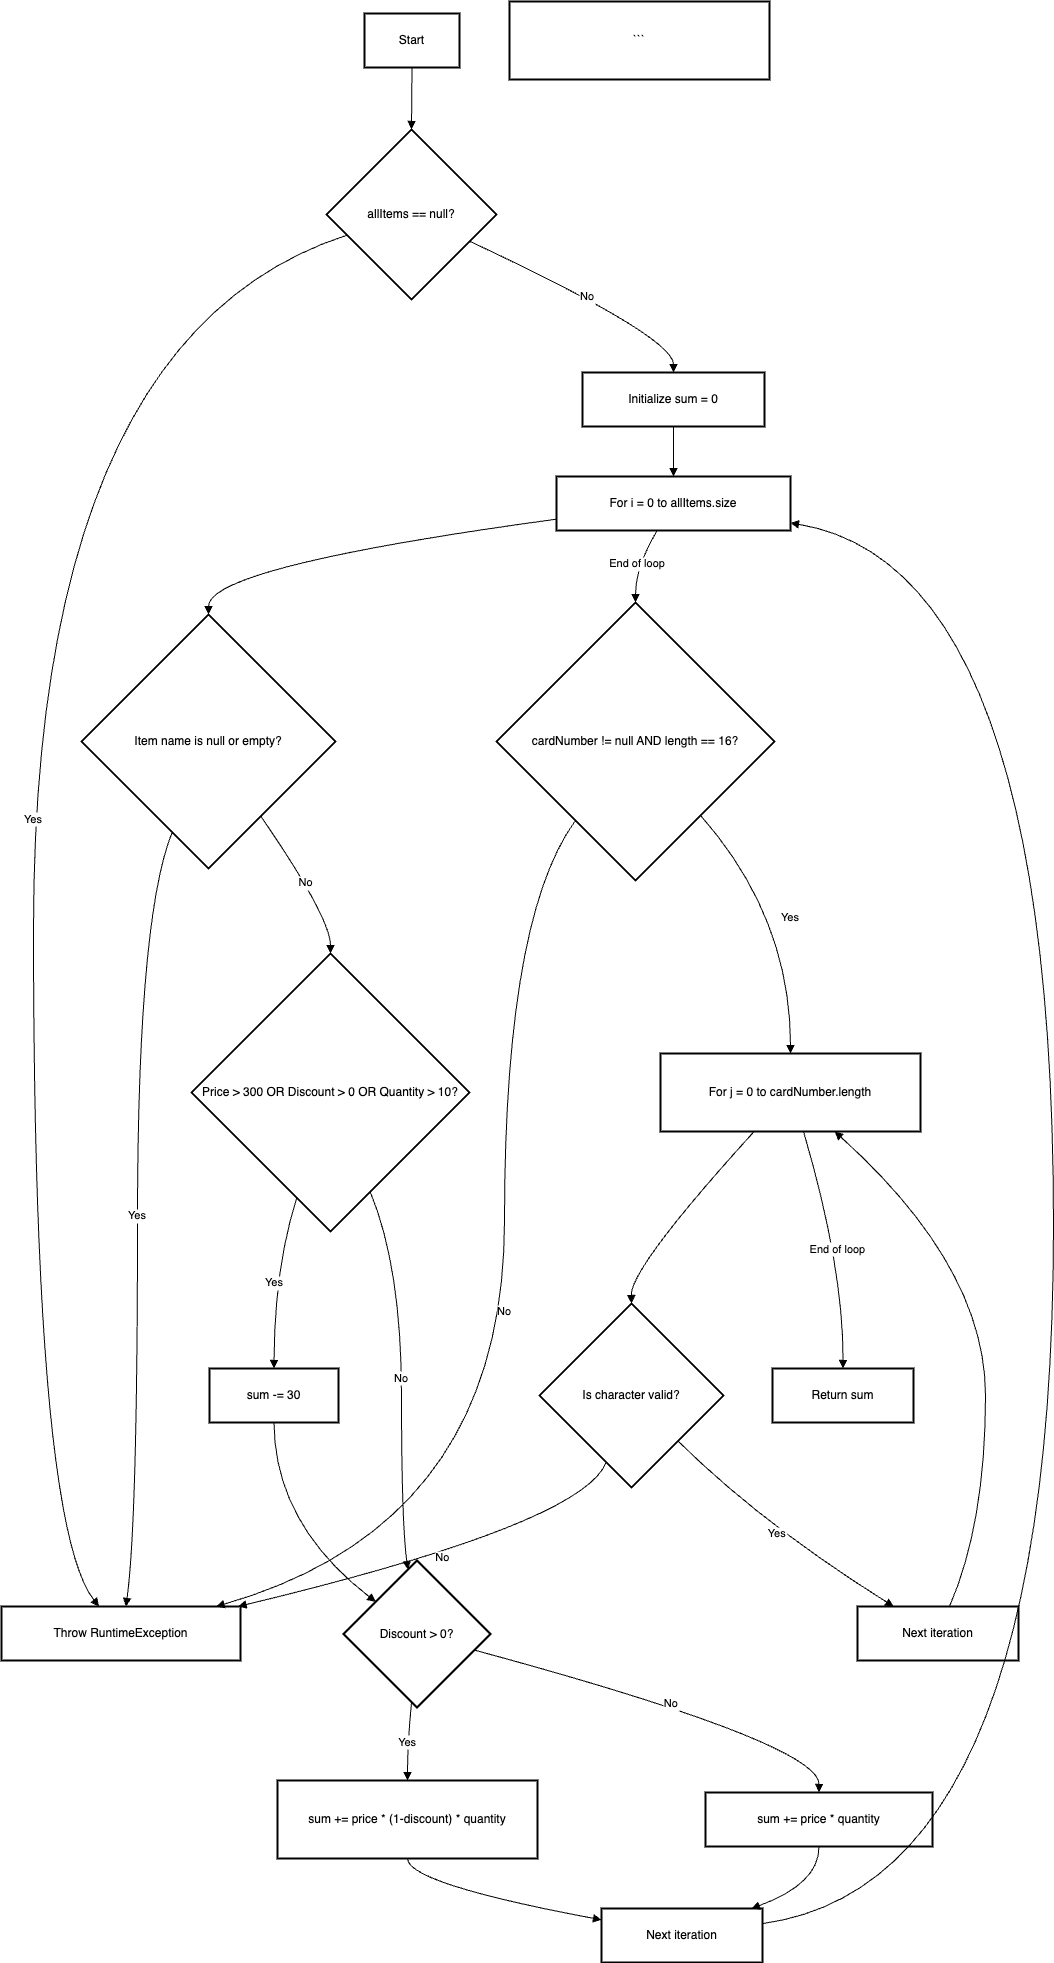 Start
```
allItems == null?
No
Initialize sum = 0
For i = 0 to allItems.size
End of loop
Item name is null or empty?
cardNumber != null AND length == 16?
Yes
No
Yes
Price > 300 OR Discount > 0 OR Quantity > 10?
For j = 0 to cardNumber.length
Yes
End of loop
Yes
No
No
sum -= 30
Is character valid?
Return sum
Yes
No
Throw RuntimeException
Discount > 0?
Next iteration
No
Yes
sum += price * (1-discount) * quantity
sum += price * quantity
Next iteration